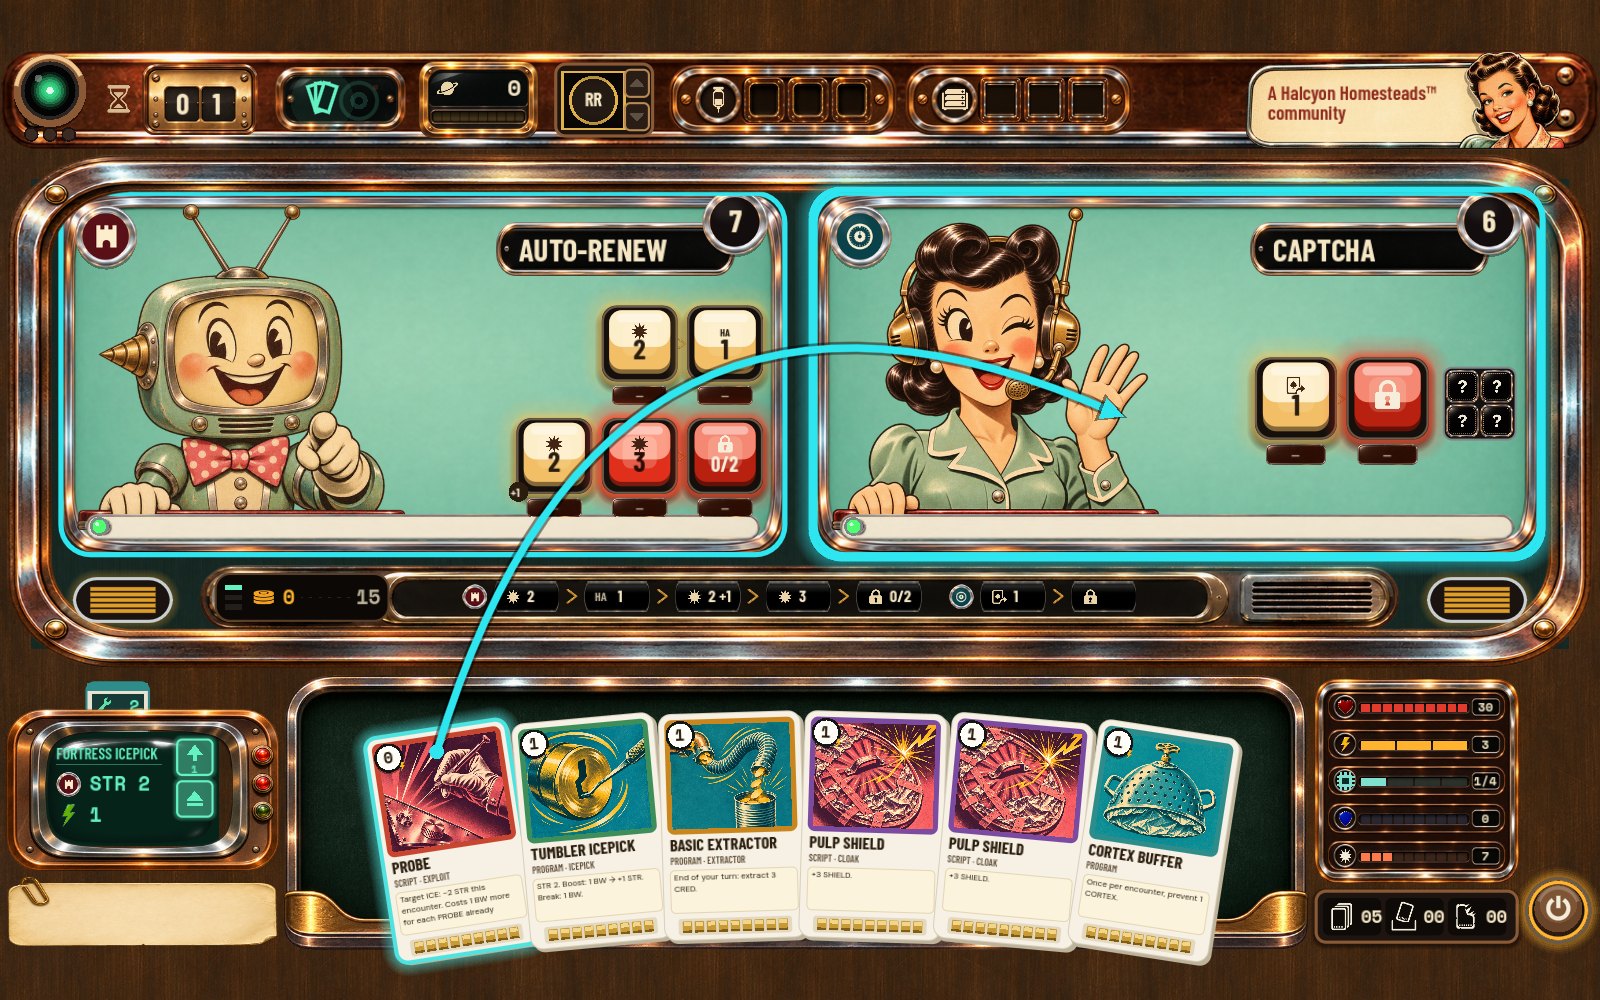 0 1
0
RR
A Halcyon Homesteads™
community
7
AUTO-RENEW
2
HA
1
2
+1
3
0/2
6
CAPTCHA
1
? ?
? ?
0 15
2 > HA 1 > 2 +1 > 3 > 0/2
1 >
2
FORTRESS ICEPICK
STR 2
1
1
0
PROBE
SCRIPT · EXPLOIT
Target ICE: −2 STR this
encounter. Costs 1 BW more
for each PROBE already
1
TUMBLER ICEPICK
PROGRAM · ICEPICK
STR 2. Boost: 1 BW → +1 STR.
Break: 1 BW.
1
BASIC EXTRACTOR
PROGRAM · EXTRACTOR
End of your turn: extract 3
CRED.
1
PULP SHIELD
SCRIPT · CLOAK
+3 SHIELD.
1
PULP SHIELD
SCRIPT · CLOAK
+3 SHIELD.
1
CORTEX BUFFER
PROGRAM
Once per encounter, prevent 1
CORTEX.
30
3
1/4
0
7
05 00 00